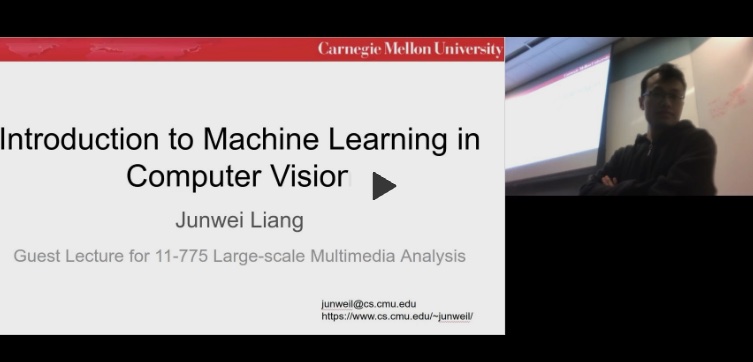 Carnegie Mellon University
Introduction to Machine Learning in
Computer Vision
Junwei Liang
Guest Lecture for 11-775 Large-scale Multimedia Analysis
junweil@cs.cmu.edu
https://www.cs.cmu.edu/~junweil/